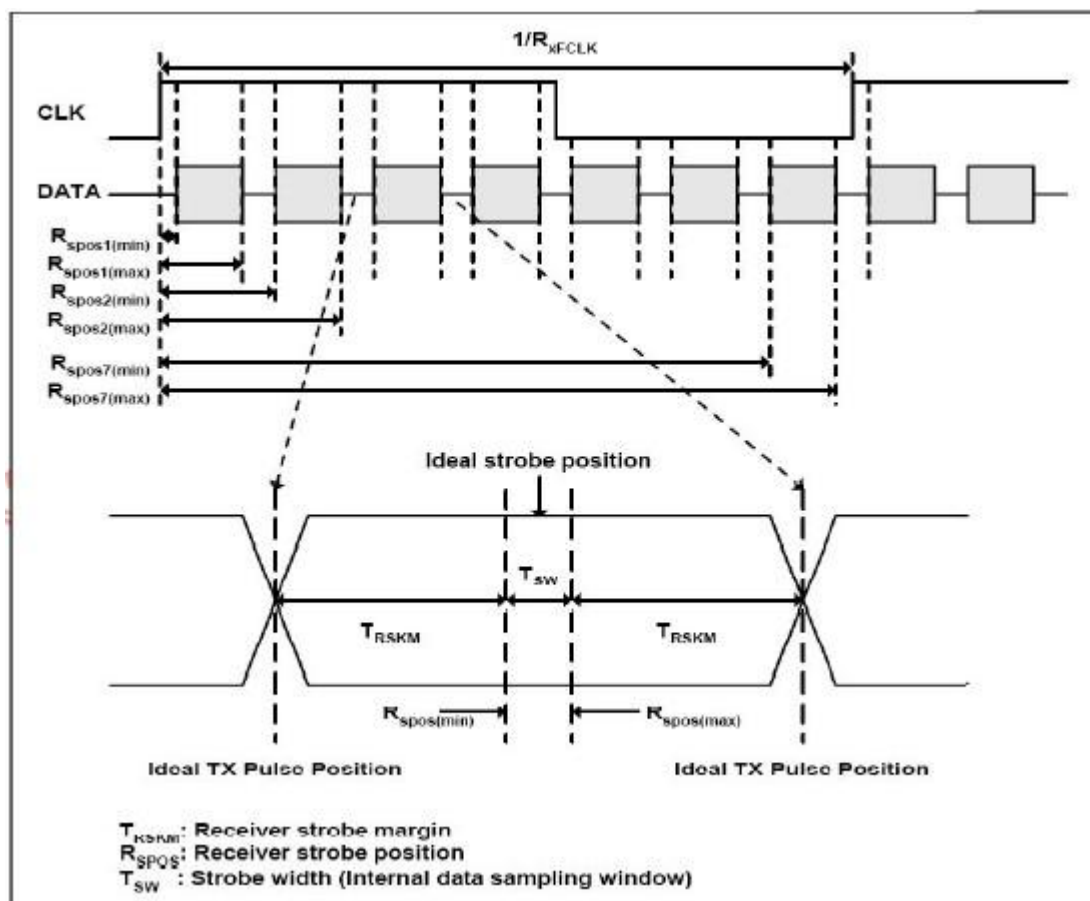 1/RxFCLK
CLK
DATA
Rspos1(min)
Rspos1(max)
Rspos2(min)
Rspos2(max)
Rspos7(min)
Rspos7(max)
Ideal strobe position
TSW
TRSKM TRSKM
Rspos(min) Rspos(max)
Ideal TX Pulse Position Ideal TX Pulse Position
TRSKM: Receiver strobe margin
RSPOS: Receiver strobe position
TSW : Strobe width (Internal data sampling window)